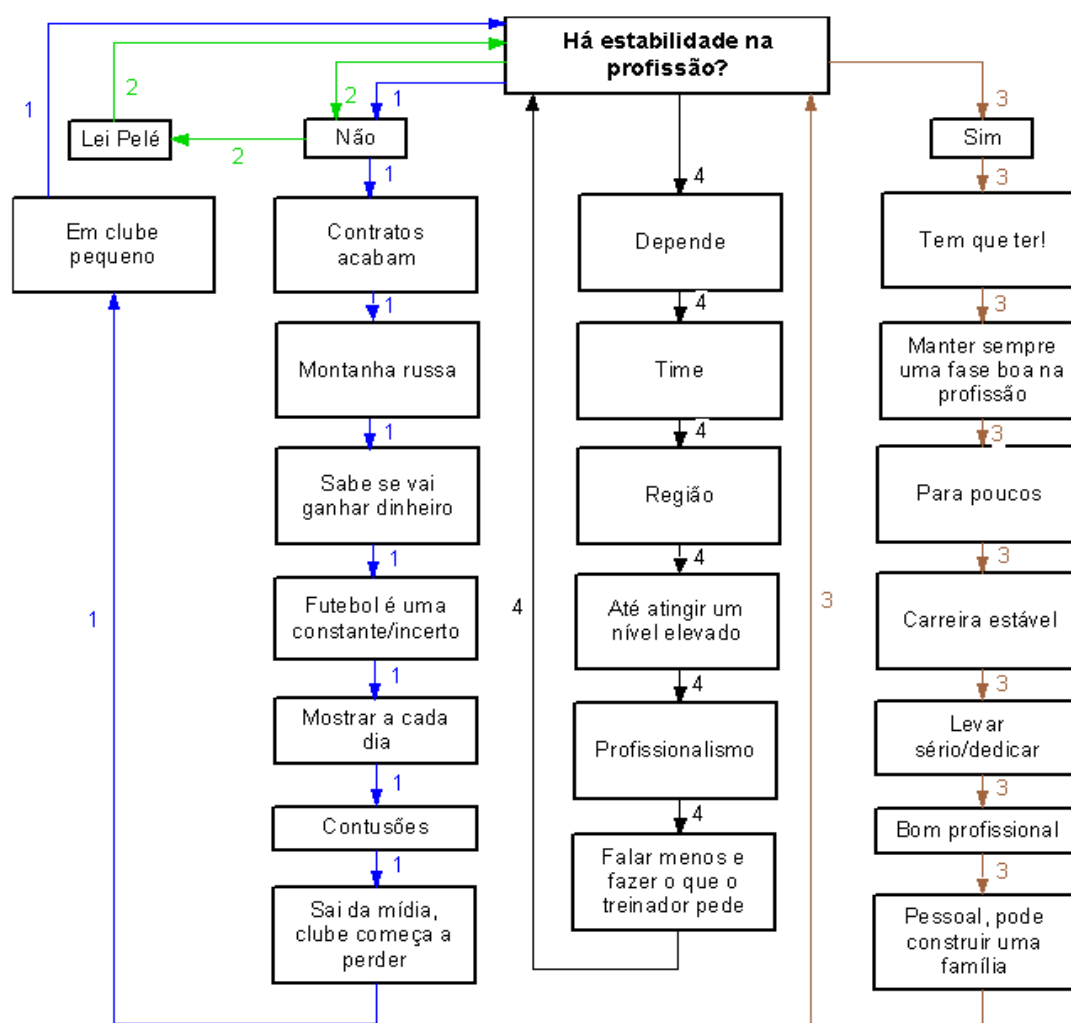 Há estabilidade na
profissão?
1
2
2
1
3
Lei Pelé
2
Não
Sim
1
4
3
Em clube
pequeno
Contratos
acabam
Depende
Tem que ter!
1
4
3
Montanha russa
Time
Manter sempre
uma fase boa na
profissão
1
4
3
Sabe se vai
ganhar dinheiro
Região
Para poucos
1
4
3
1
Futebol é uma
constante/incerto
4
Até atingir um
nível elevado
3
Carreira estável
1
4
3
Mostrar a cada
dia
Profissionalismo
Levar
sério/dedicar
1
4
3
Contusões
Falar menos e
fazer o que o
treinador pede
Bom profissional
1
3
Sai da mídia,
clube começa a
perder
Pessoal, pode
construir uma
família